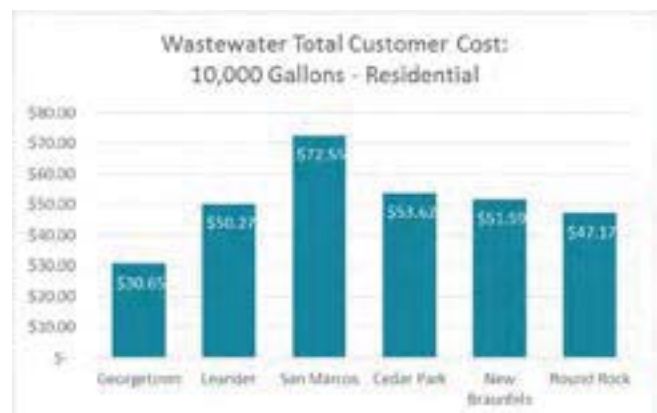 Wastewater Total Customer Cost:
10,000 Gallons - Residential
$80.00
$70.00
$60.00
$50.00
$40.00
$30.00
$20.00
$10.00
$-
$30.65
$50.27
$72.55
$53.62
$51.59
$47.17
Georgetown
Leander
San Marcos
Cedar Park
New
Braunfels
Round Rock